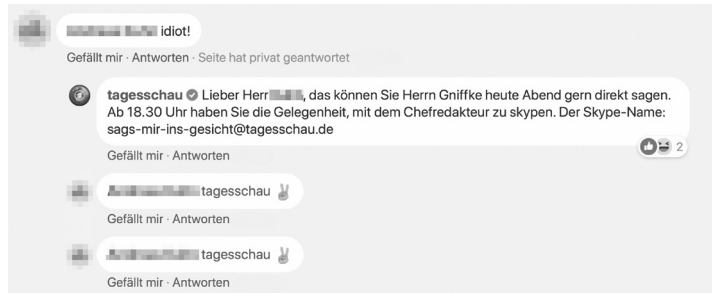 idiot!
Gefällt mir · Antworten · Seite hat privat geantwortet
tagesschau Lieber Herr, das können Sie Herrn Gniffke heute Abend gern direkt sagen.
Ab 18.30 Uhr haben Sie die Gelegenheit, mit dem Chefredakteur zu skypen. Der Skype-Name:
sags-mir-ins-gesicht@tagesschau.de
2
Gefällt mir · Antworten
tagesschau ✌
Gefällt mir · Antworten
tagesschau ✌
Gefällt mir · Antworten